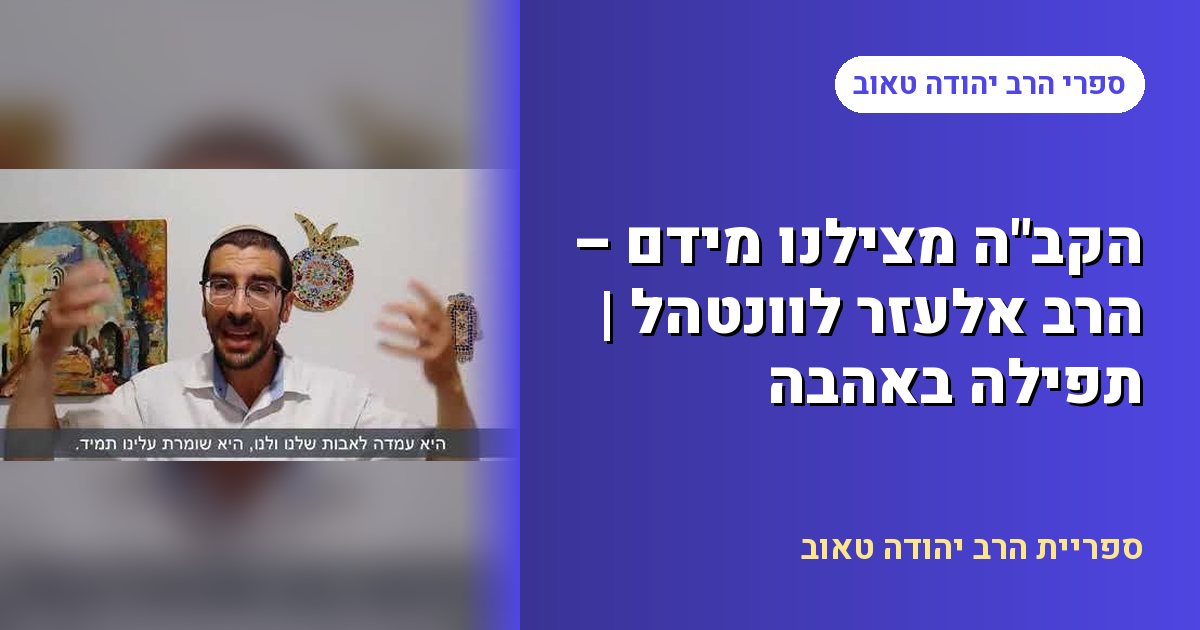 ספרי הרב יהודה טאוב
הקב"ה מצילנו מידם –
הרב אלעזר לוונטהל |
תפילה באהבה
היא עמדה לאבות שלנו ולנו, היא שומרת עלינו תמיד.
ספריית הרב יהודה טאוב